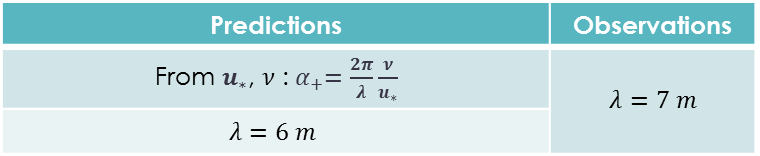 Predictions
Observations
From 𝒖∗, ν : α₊= 𝟐𝝅/𝝀 𝝂/𝒖∗
λ = 6 m
λ = 7 m